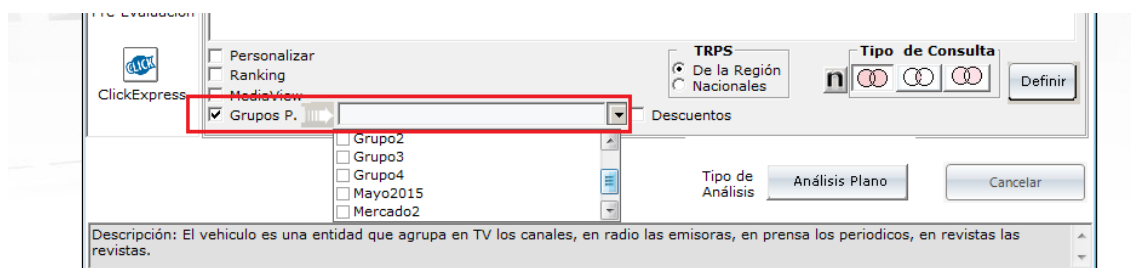 Pre Evaluación
CLICK
ClickExpress
Personalizar
Ranking
MediaView
Grupos P.
TRPS
De la Región
Nacionales
Tipo de Consulta
n
Definir
Descuentos
Grupo2
Grupo3
Grupo4
Mayo2015
Mercado2
Tipo de
Análisis
Análisis Plano
Cancelar
Descripción: El vehiculo es una entidad que agrupa en TV los canales, en radio las emisoras, en prensa los periodicos, en revistas las
revistas.